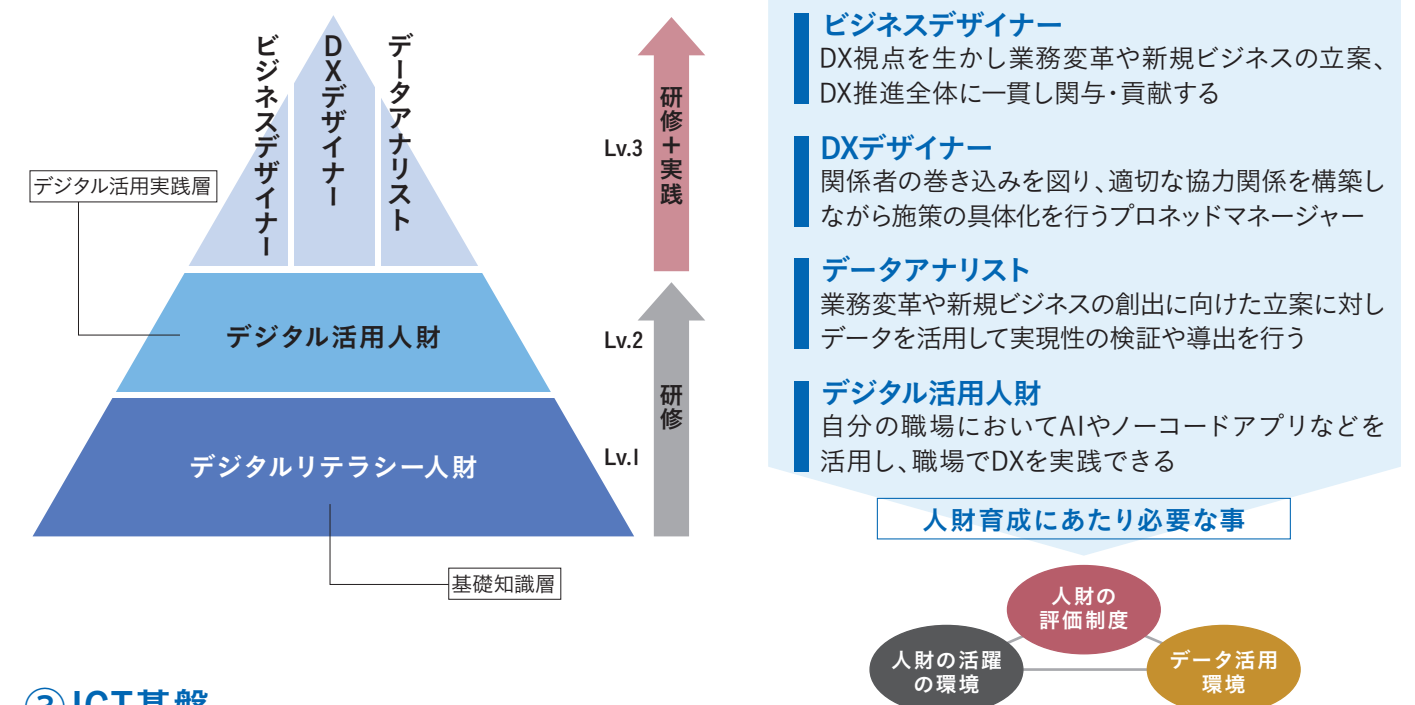 ビジネスデザイナー
DXデザイナー
データアナリスト
デジタル活用実践層
デジタル活用人財
デジタルリテラシー人財
基礎知識層
Lv.3
研修+実践
Lv.2
研修
Lv.1
ビジネスデザイナー
DX視点を生かし業務変革や新規ビジネスの立案、
DX推進全体に一貫し関与・貢献する
DXデザイナー
関係者の巻き込みを図り、適切な協力関係を構築し
ながら施策の具体化を行うプロネッドマネージャー
データアナリスト
業務変革や新規ビジネスの創出に向けた立案に対し
データを活用して実現性の検証や導出を行う
デジタル活用人財
自分の職場においてAIやノーコードアプリなどを
活用し、職場でDXを実践できる
人財育成にあたり必要な事
人財の
評価制度
人財の活躍
の環境
データ活用
環境
ICT基盤